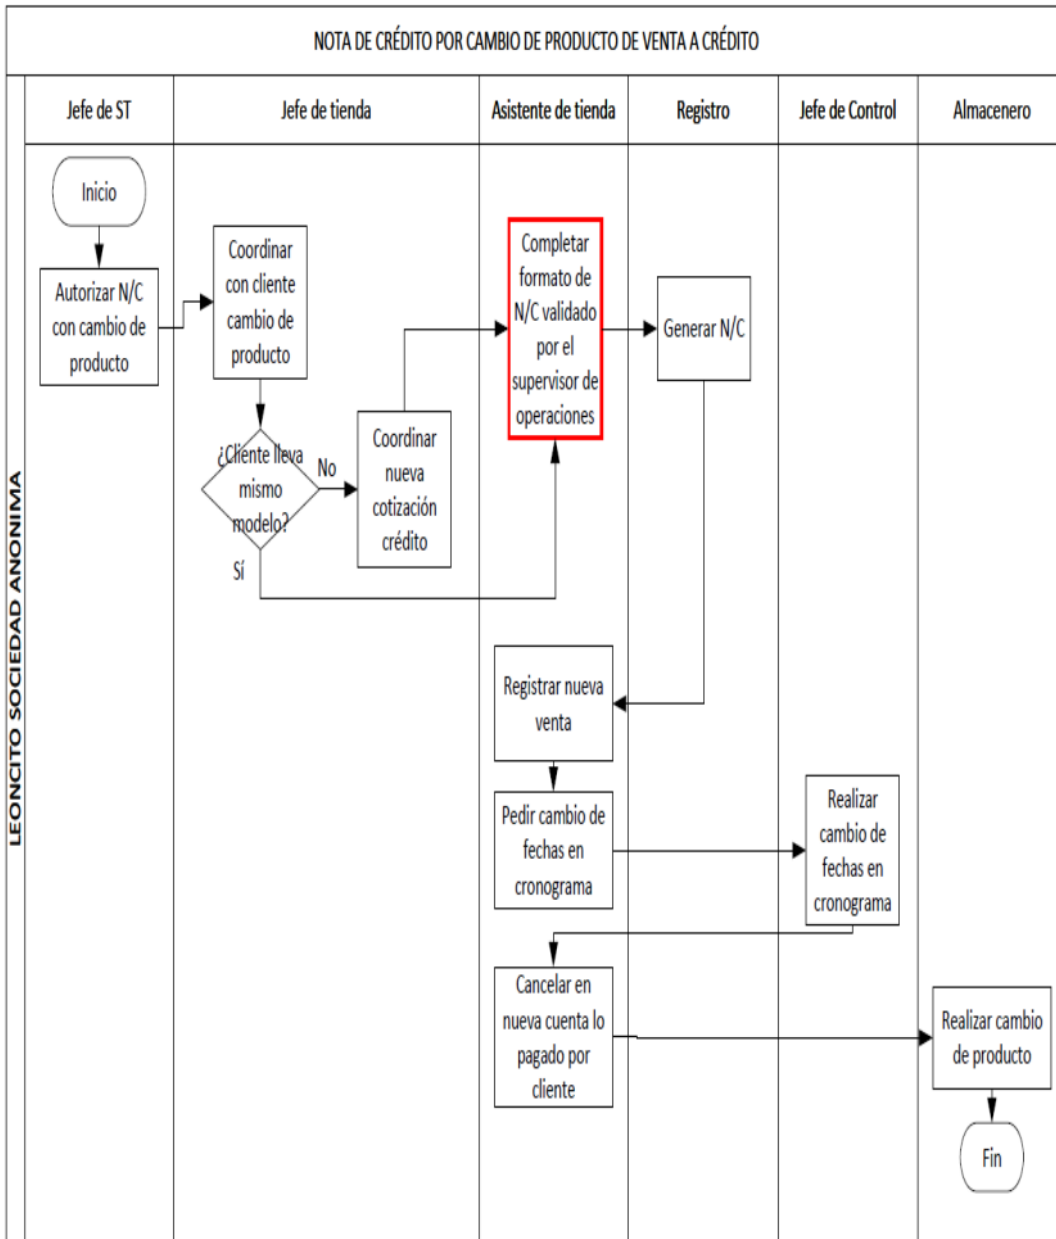 NOTA DE CRÉDITO POR CAMBIO DE PRODUCTO DE VENTA A CRÉDITO
LEONCITO SOCIEDAD ANONIMA
Jefe de ST
Jefe de tienda
Asistente de tienda
Registro
Jefe de Control
Almacenero
Inicio
Autorizar N/C
con cambio de
producto
Coordinar
con cliente
cambio de
producto
¿Cliente lleva
mismo
modelo?
No
Sí
Coordinar
nueva
cotización
crédito
Completar
formato de
N/C validado
por el
supervisor de
operaciones
Generar N/C
Registrar nueva
venta
Pedir cambio de
fechas en
cronograma
Realizar
cambio de
fechas en
cronograma
Cancelar en
nueva cuenta lo
pagado por
cliente
Realizar cambio
de producto
Fin